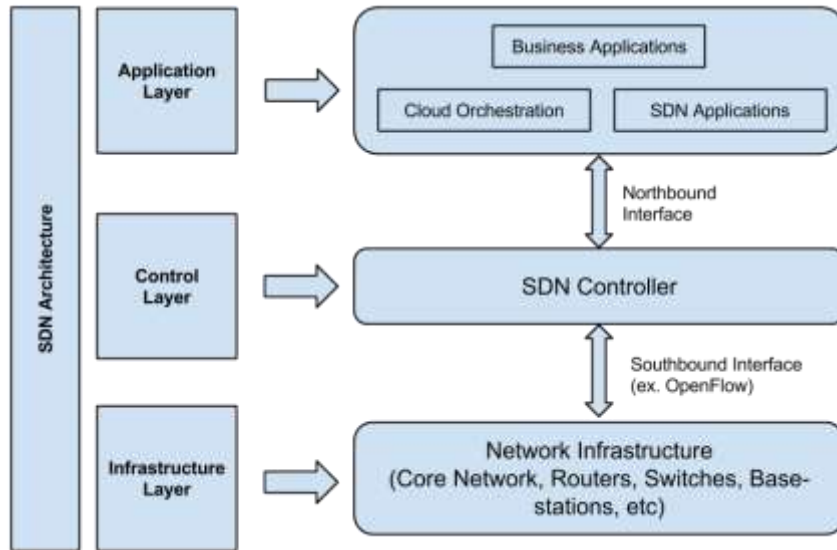 SDN Architecture
Application
Layer
Business Applications
Cloud Orchestration
SDN Applications
Northbound
Interface
Control
Layer
SDN Controller
Southbound Interface
(ex. OpenFlow)
Infrastructure
Layer
Network Infrastructure
(Core Network, Routers, Switches, Base-
stations, etc)